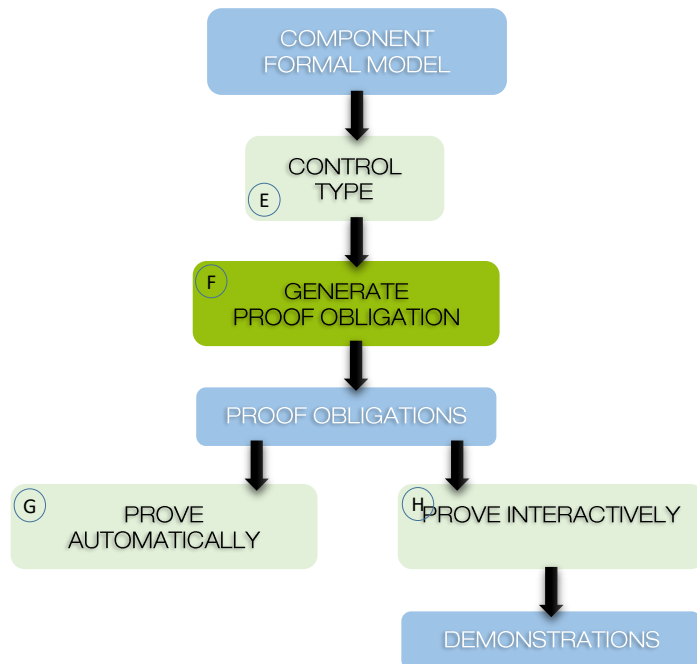 COMPONENT
FORMAL MODEL
CONTROL
TYPE
E
F
GENERATE
PROOF OBLIGATION
PROOF OBLIGATIONS
G
PROVE
AUTOMATICALLY
H
PROVE INTERACTIVELY
DEMONSTRATIONS